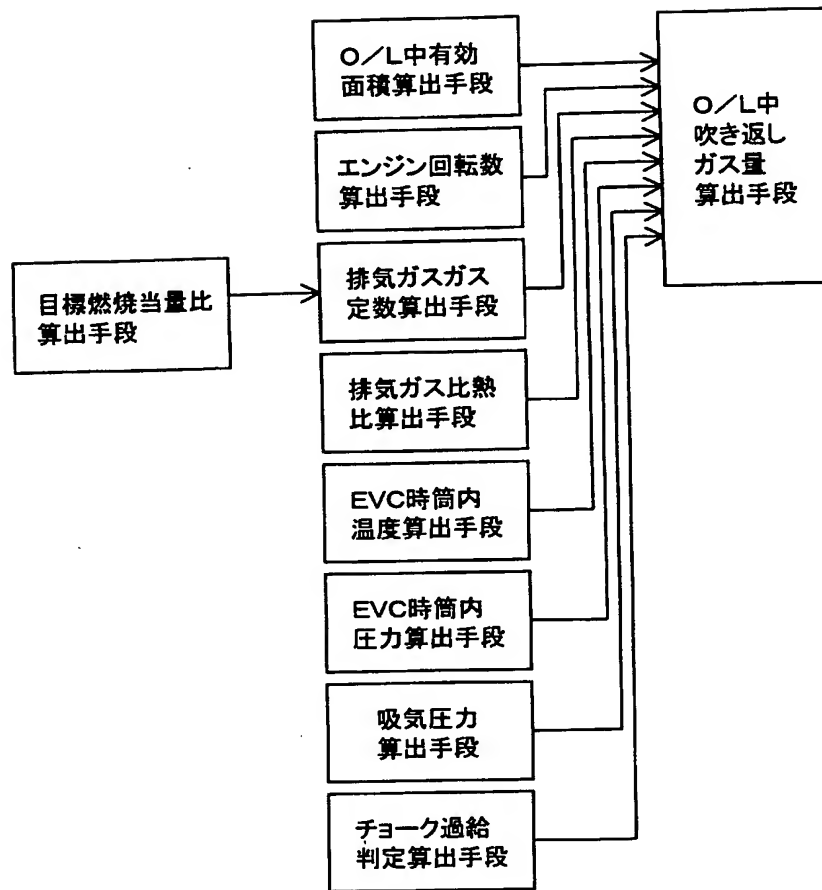 O/L中有効
面積算出手段
エンジン回転数
算出手段
目標燃焼当量比
算出手段
排気ガスガス
定数算出手段
排気ガス比熱
比算出手段
EVC時筒内
温度算出手段
EVC時筒内
圧力算出手段
吸気圧力
算出手段
チョーク過給
判定算出手段
O/L中
吹き返し
ガス量
算出手段